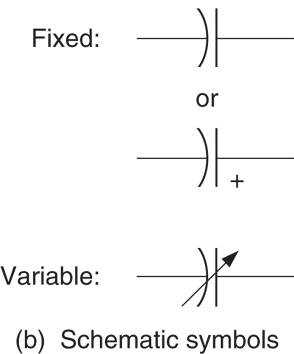 Fixed:
or
+
Variable:
(b) Schematic symbols